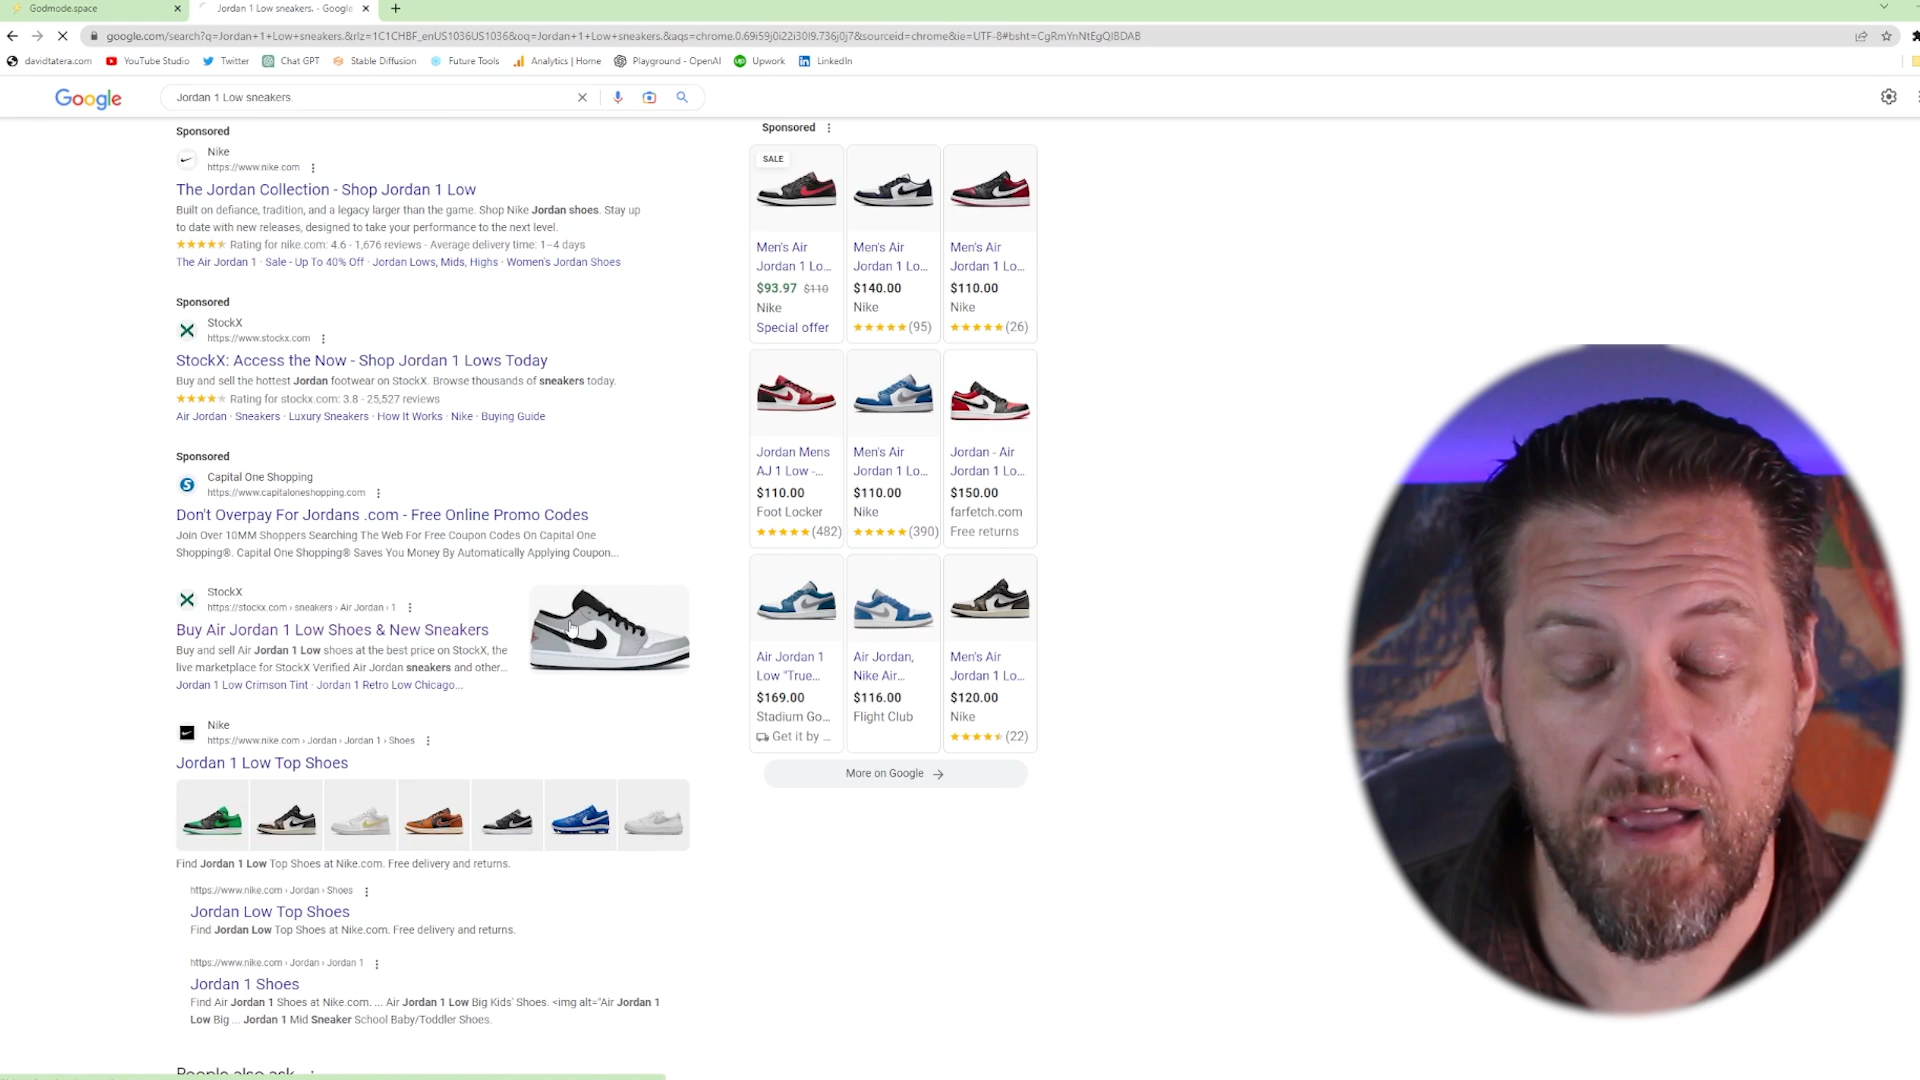 Godmode.space
Jordan 1 Low sneakers. - Google
google.com/search?q=Jordan+1+Low+sneakers.&rlz=1C1CHBF_enUS1036US1036&oq=Jordan+1+Low+sneakers.&aqs=chrome.0.69i59j0i22i30l9.736j0j7&sourceid=chrome&ie=UTF-8#bsht=CgRmYnNtEgQIBDAB
davidtatera.com
YouTube Studio
Twitter
Chat GPT
Stable Diffusion
Future Tools
Analytics | Home
Playground - OpenAI
Upwork
LinkedIn
Google
Jordan 1 Low sneakers.
Sponsored
Nike
https://www.nike.com
The Jordan Collection - Shop Jordan 1 Low
Built on defiance, tradition, and a legacy larger than the game. Shop Nike Jordan shoes. Stay up
to date with new releases, designed to take your performance to the next level.
Rating for nike.com: 4.6 - 1,676 reviews - Average delivery time: 1–4 days
The Air Jordan 1 · Sale - Up To 40% Off · Jordan Lows, Mids, Highs · Women's Jordan Shoes
Sponsored
StockX
https://www.stockx.com
StockX: Access the Now - Shop Jordan 1 Lows Today
Buy and sell the hottest Jordan footwear on StockX. Browse thousands of sneakers today.
Rating for stockx.com: 3.8 - 25,527 reviews
Air Jordan · Sneakers · Luxury Sneakers · How It Works · Nike · Buying Guide
Sponsored
Capital One Shopping
https://www.capitaloneshopping.com
Don't Overpay For Jordans .com - Free Online Promo Codes
Join Over 10MM Shoppers Searching The Web For Free Coupon Codes On Capital One
Shopping®. Capital One Shopping® Saves You Money By Automatically Applying Coupon...
StockX
https://stockx.com › sneakers › Air Jordan › 1
Buy Air Jordan 1 Low Shoes & New Sneakers
Buy and sell Air Jordan 1 Low shoes at the best price on StockX, the
live marketplace for StockX Verified Air Jordan sneakers and other...
Jordan 1 Low Crimson Tint · Jordan 1 Retro Low Chicago...
Nike
https://www.nike.com › Jordan › Jordan 1 › Shoes
Jordan 1 Low Top Shoes
Find Jordan 1 Low Top Shoes at Nike.com. Free delivery and returns.
https://www.nike.com › Jordan › Shoes
Jordan Low Top Shoes
Find Jordan Low Top Shoes at Nike.com. Free delivery and returns.
https://www.nike.com › Jordan › Jordan 1
Jordan 1 Shoes
Find Air Jordan 1 Shoes at Nike.com. ... Air Jordan 1 Low Big Kids' Shoes. <img alt="Air Jordan 1
Low Big ... Jordan 1 Mid Sneaker School Baby/Toddler Shoes.
People also ask
Sponsored
SALE
Men's Air
Jordan 1 Lo...
$93.97 $110
Nike
Special offer
Men's Air
Jordan 1 Lo...
$140.00
Nike
(95)
Men's Air
Jordan 1 Lo...
$110.00
Nike
(26)
Jordan Mens
AJ 1 Low -...
$110.00
Foot Locker
(482)
Men's Air
Jordan 1 Lo...
$110.00
Nike
(390)
Jordan - Air
Jordan 1 Lo...
$150.00
farfetch.com
Free returns
Air Jordan 1
Low "True...
$169.00
Stadium Go...
Get it by ...
Air Jordan,
Nike Air...
$116.00
Flight Club
Men's Air
Jordan 1 Lo...
$120.00
Nike
(22)
More on Google